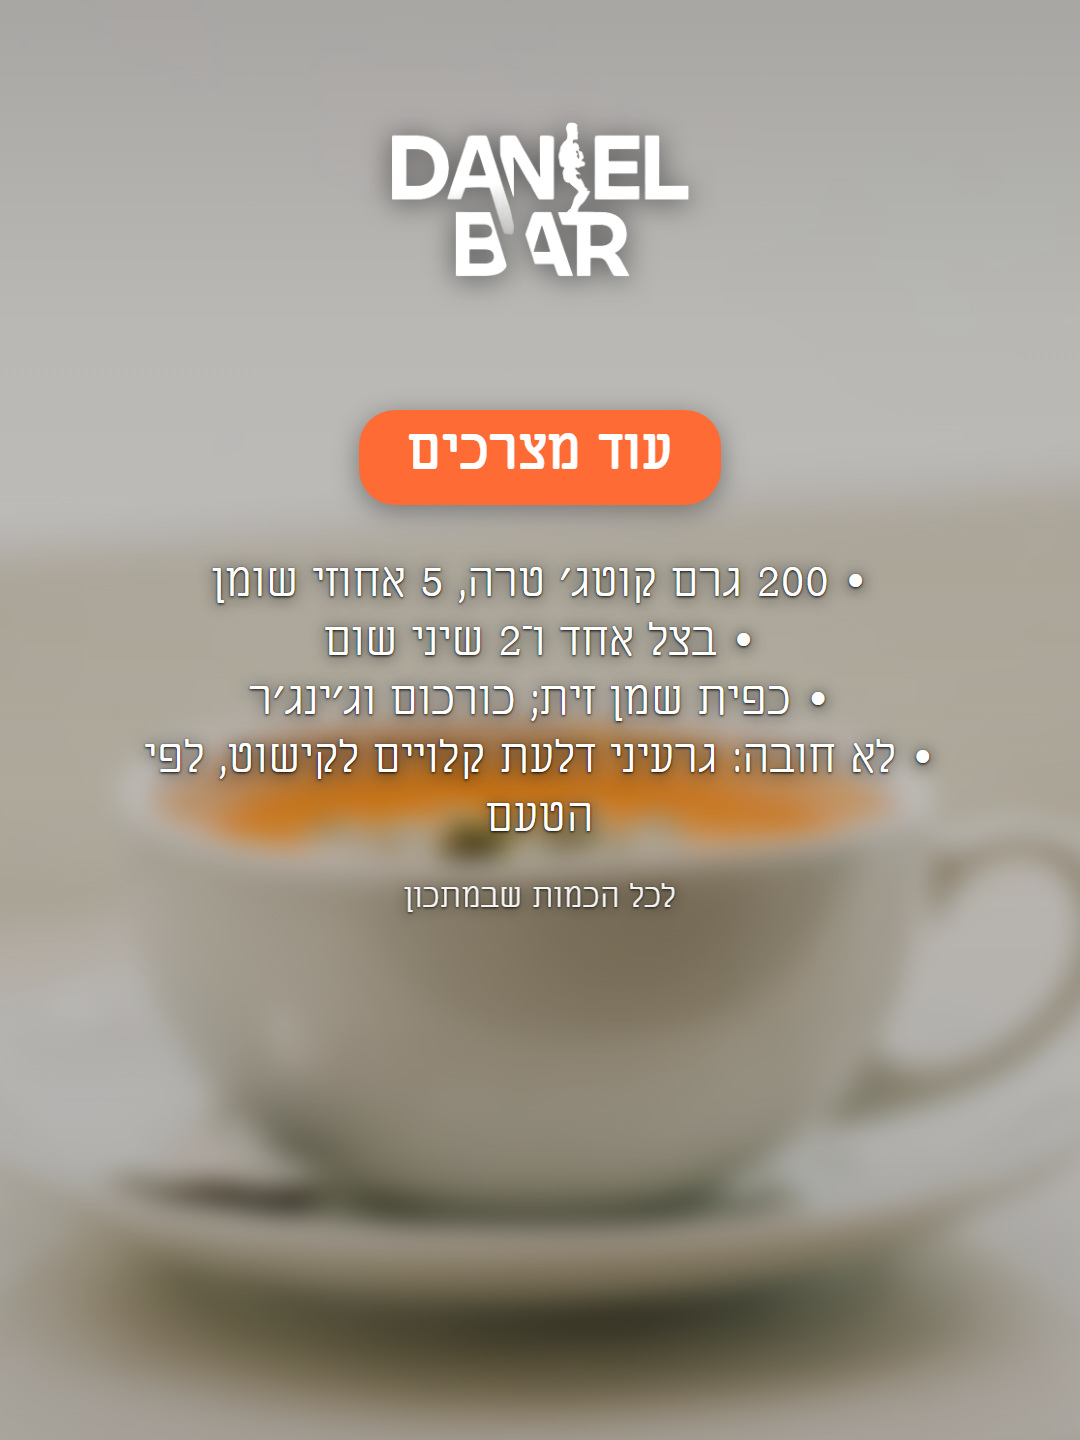 DANIEL
BAR
עוד מצרכים
• 200 גרם קוטג׳ טרה, 5 אחוזי שומן
• בצל אחד ו־2 שיני שום
• כפית שמן זית; כורכום וג׳ינג׳ר
• לא חובה: גרעיני דלעת קלויים לקישוט, לפי
הטעם
לכל הכמות שבמתכון